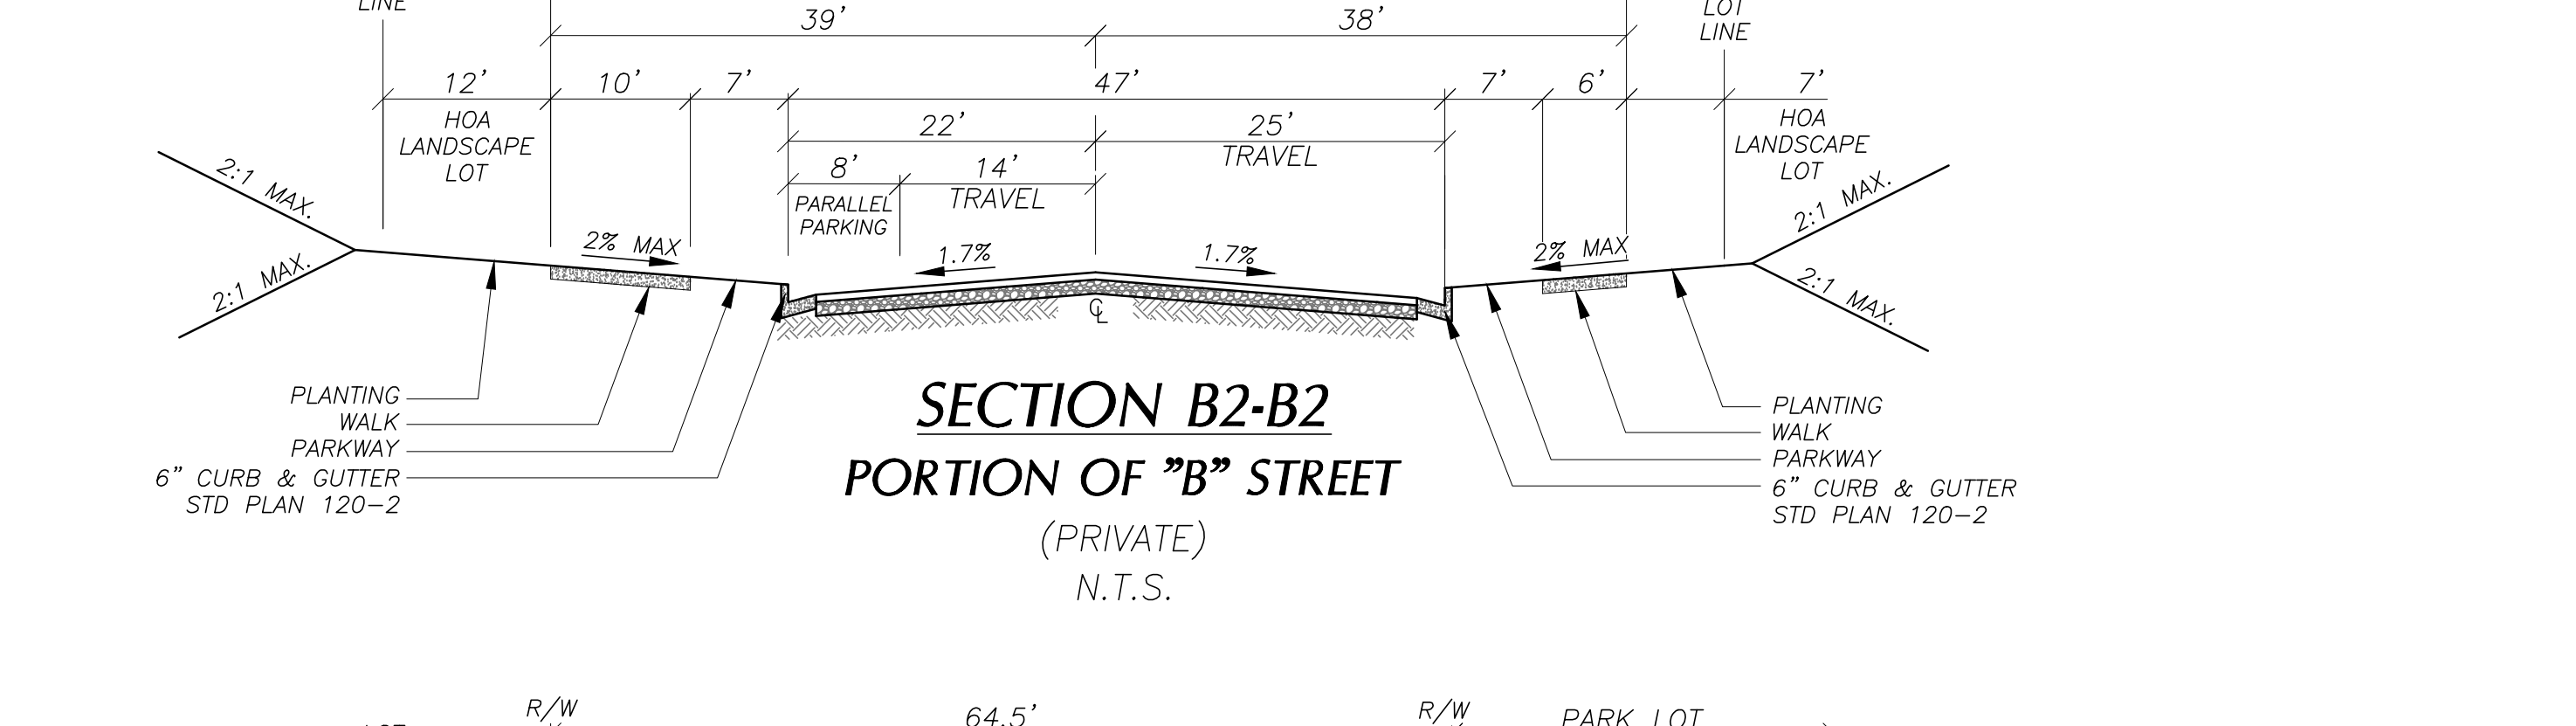 LINE
LOT
LINE
39’
38’
12’
10’
7’
47’
7’
6’
7’
HOA
LANDSCAPE
LOT
22’
25’
TRAVEL
HOA
LANDSCAPE
LOT
8’
14’
PARALLEL
PARKING
TRAVEL
2:1 MAX.
2:1 MAX.
2% MAX
1.7%
1.7%
2% MAX
2:1 MAX.
2:1 MAX.
CL
PLANTING
WALK
PARKWAY
6” CURB & GUTTER
STD PLAN 120-2
SECTION B2-B2
PORTION OF ”B” STREET
(PRIVATE)
N.T.S.
PLANTING
WALK
PARKWAY
6” CURB & GUTTER
STD PLAN 120-2
R/W
64.5’
R/W
PARK LOT
LOT